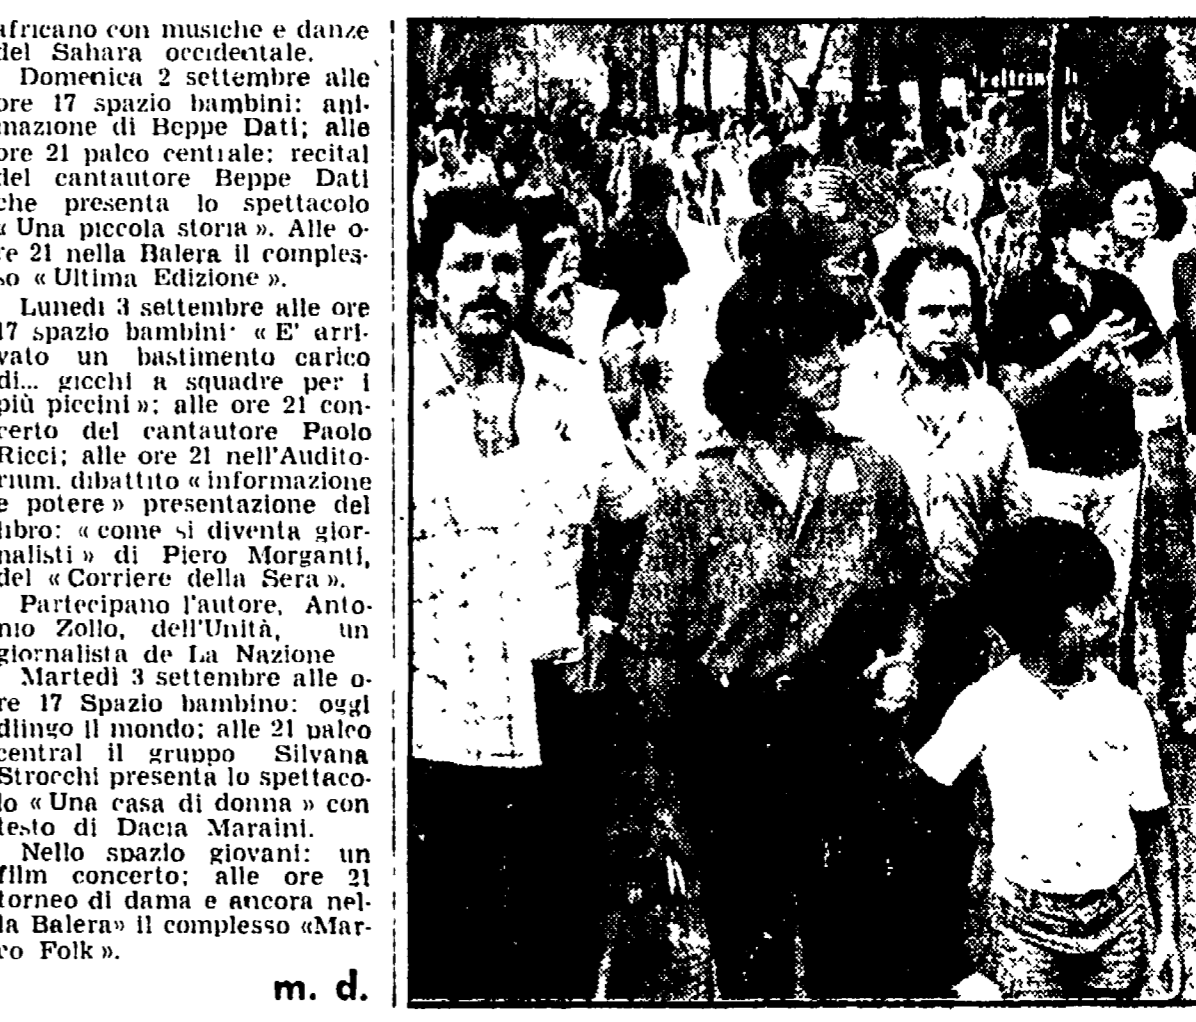 africano con musiche e danze
del Sahara occidentale.
Domenica 2 settembre alle
ore 17 spazio bambini: ani-
mazione di Beppe Dati; alle
ore 21 palco centrale: recital
del cantautore Beppe Dati
che presenta lo spettacolo
« Una piccola storia ». Alle o-
re 21 nella Balera il comples-
so « Ultima Edizione ».
Lunedì 3 settembre alle ore
17 spazio bambini: « E' arri-
vato un bastimento carico
di... gicchi a squadre per i
più piccini »; alle ore 21 con-
certo del cantautore Paolo
Ricci; alle ore 21 nell'Audito-
rium. dibattito « informazione
e potere » presentazione del
libro: « come si diventa gior-
nalisti » di Piero Morganti,
del « Corriere della Sera ».
Partecipano l'autore, Anto-
nio Zollo, dell'Unità, un
giornalista de La Nazione
Martedì 3 settembre alle o-
re 17 Spazio bambino: oggi
dlingo il mondo; alle 21 palco
central il gruppo Silvana
Strocchi presenta lo spettaco-
lo « Una casa di donna » con
testo di Dacia Maraini.
Nello spazio giovani: un
film concerto; alle ore 21
torneo di dama e ancora nel-
la Balera» il complesso «Mar-
co Folk ».
m. d.
feltrinelli